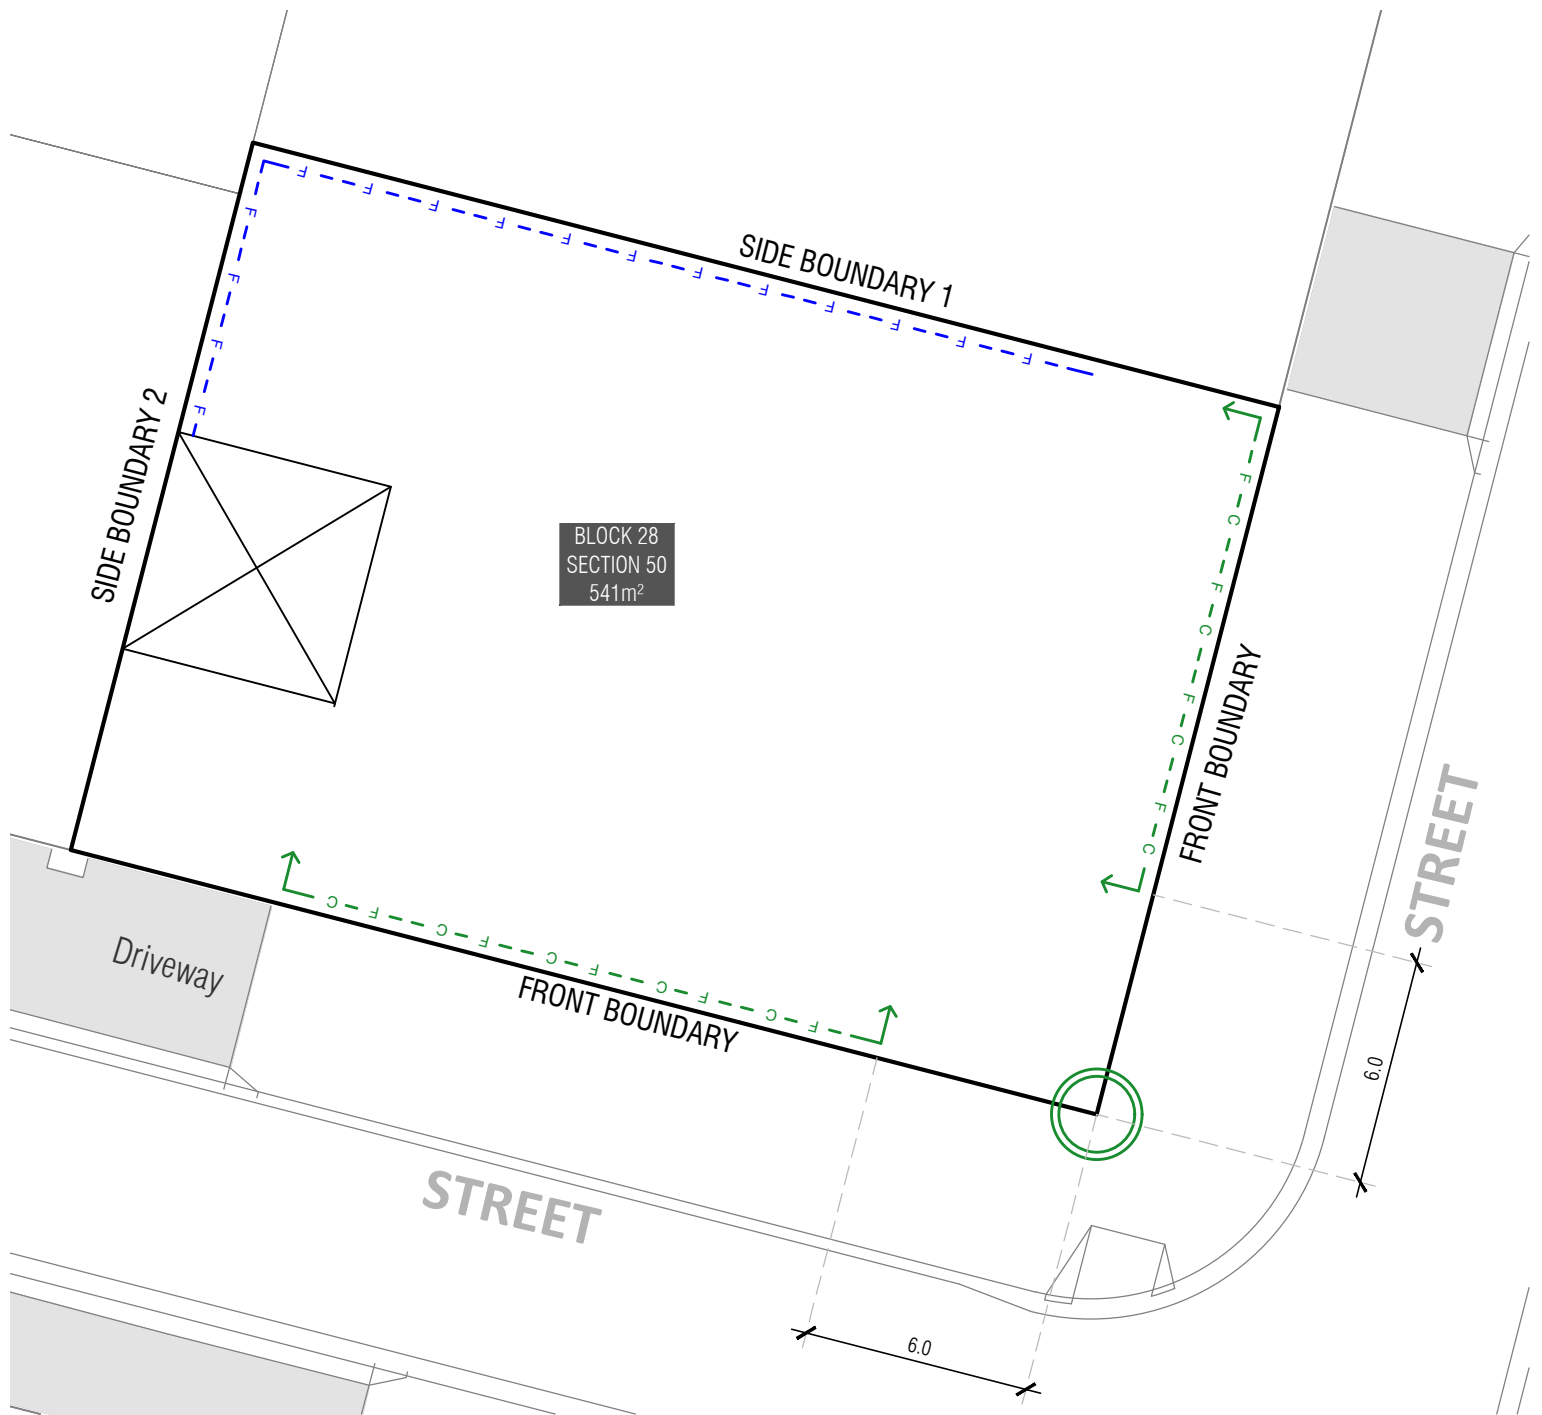 SIDE BOUNDARY 1
F F F F F F F F F F F F
F
F
F
F
SIDE BOUNDARY 2
BLOCK 28
SECTION 50
541m²
F
C
F
C
F
C
F
C
FRONT BOUNDARY
STREET
C F C F C F C F C F
FRONT BOUNDARY
Driveway
6.0
STREET
6.0